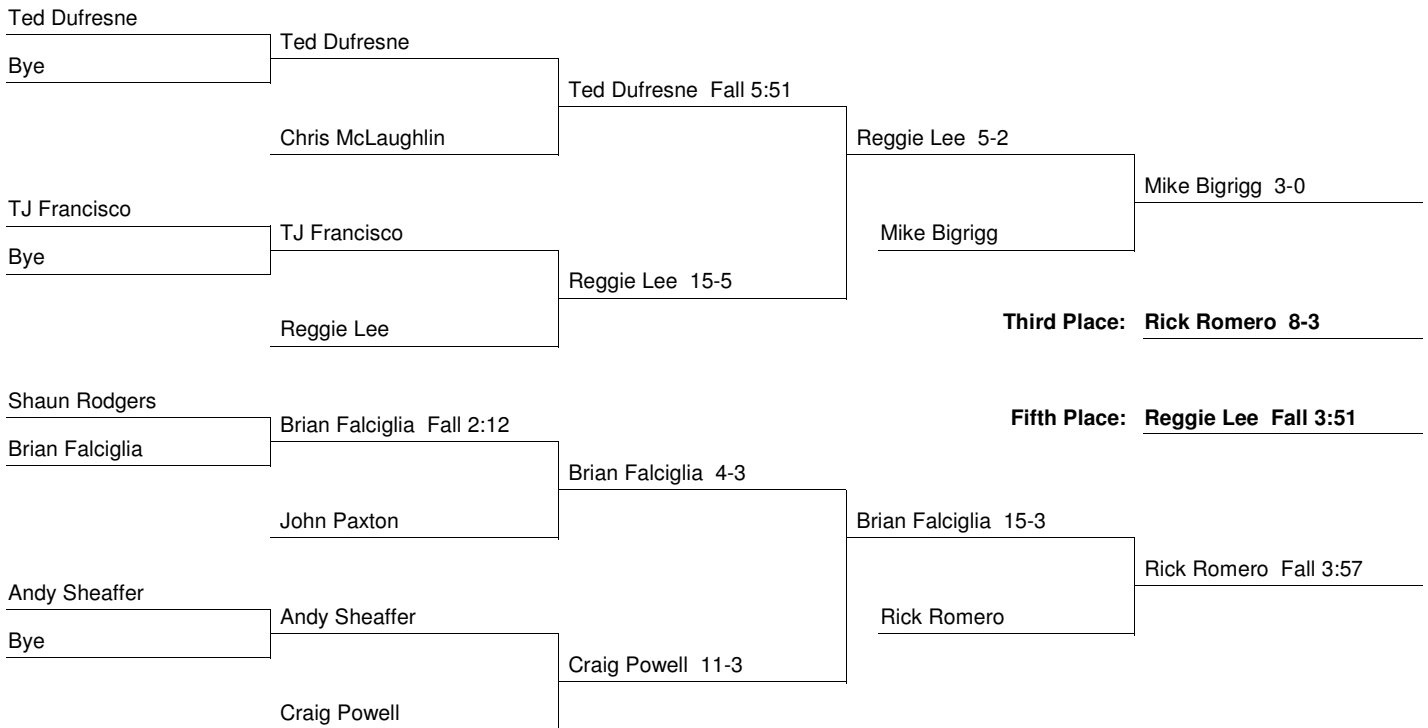 Ted Dufresne
Bye
Ted Dufresne
Chris McLaughlin
Ted Dufresne  Fall 5:51
TJ Francisco
Bye
TJ Francisco
Reggie Lee
Reggie Lee  15-5
Reggie Lee  5-2
Mike Bigrigg
Mike Bigrigg  3-0
Third Place: Rick Romero  8-3
Fifth Place: Reggie Lee  Fall 3:51
Shaun Rodgers
Brian Falciglia
Brian Falciglia  Fall 2:12
John Paxton
Brian Falciglia  4-3
Andy Sheaffer
Bye
Andy Sheaffer
Craig Powell
Craig Powell  11-3
Brian Falciglia  15-3
Rick Romero
Rick Romero  Fall 3:57